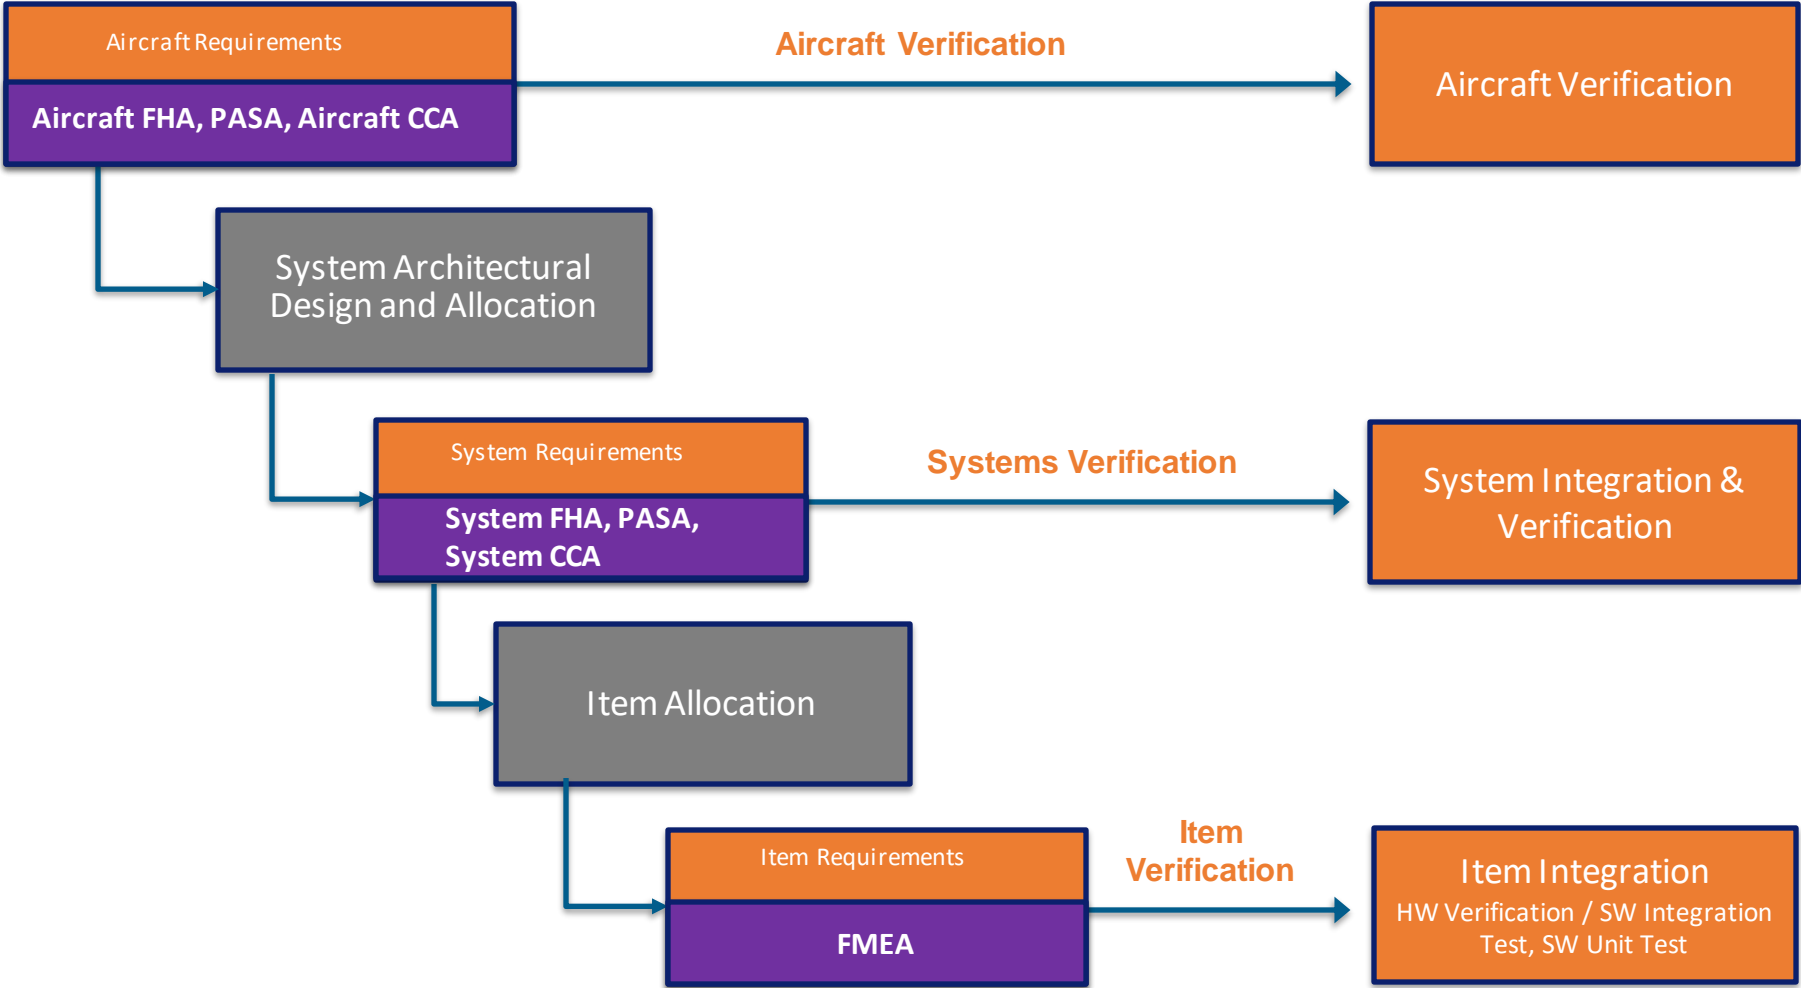 Aircraft Requirements
Aircraft Verification
Aircraft Verification
Aircraft FHA, PASA, Aircraft CCA
System Architectural
Design and Allocation
System Requirements
Systems Verification
System Integration &
Verification
System FHA, PASA,
System CCA
Item Allocation
Item
Verification
Item Requirements
Item Integration
HW Verification / SW Integration
Test, SW Unit Test
FMEA